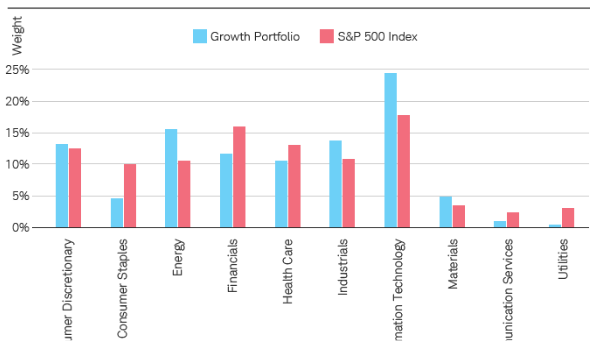 Weight
Growth Portfolio
S&P 500 Index
25%
20%
15%
10%
5%
0%
umer Discretionary
Consumer Staples
Energy
Financials
Health Care
Industrials
mation Technology
Materials
unication Services
Utilities